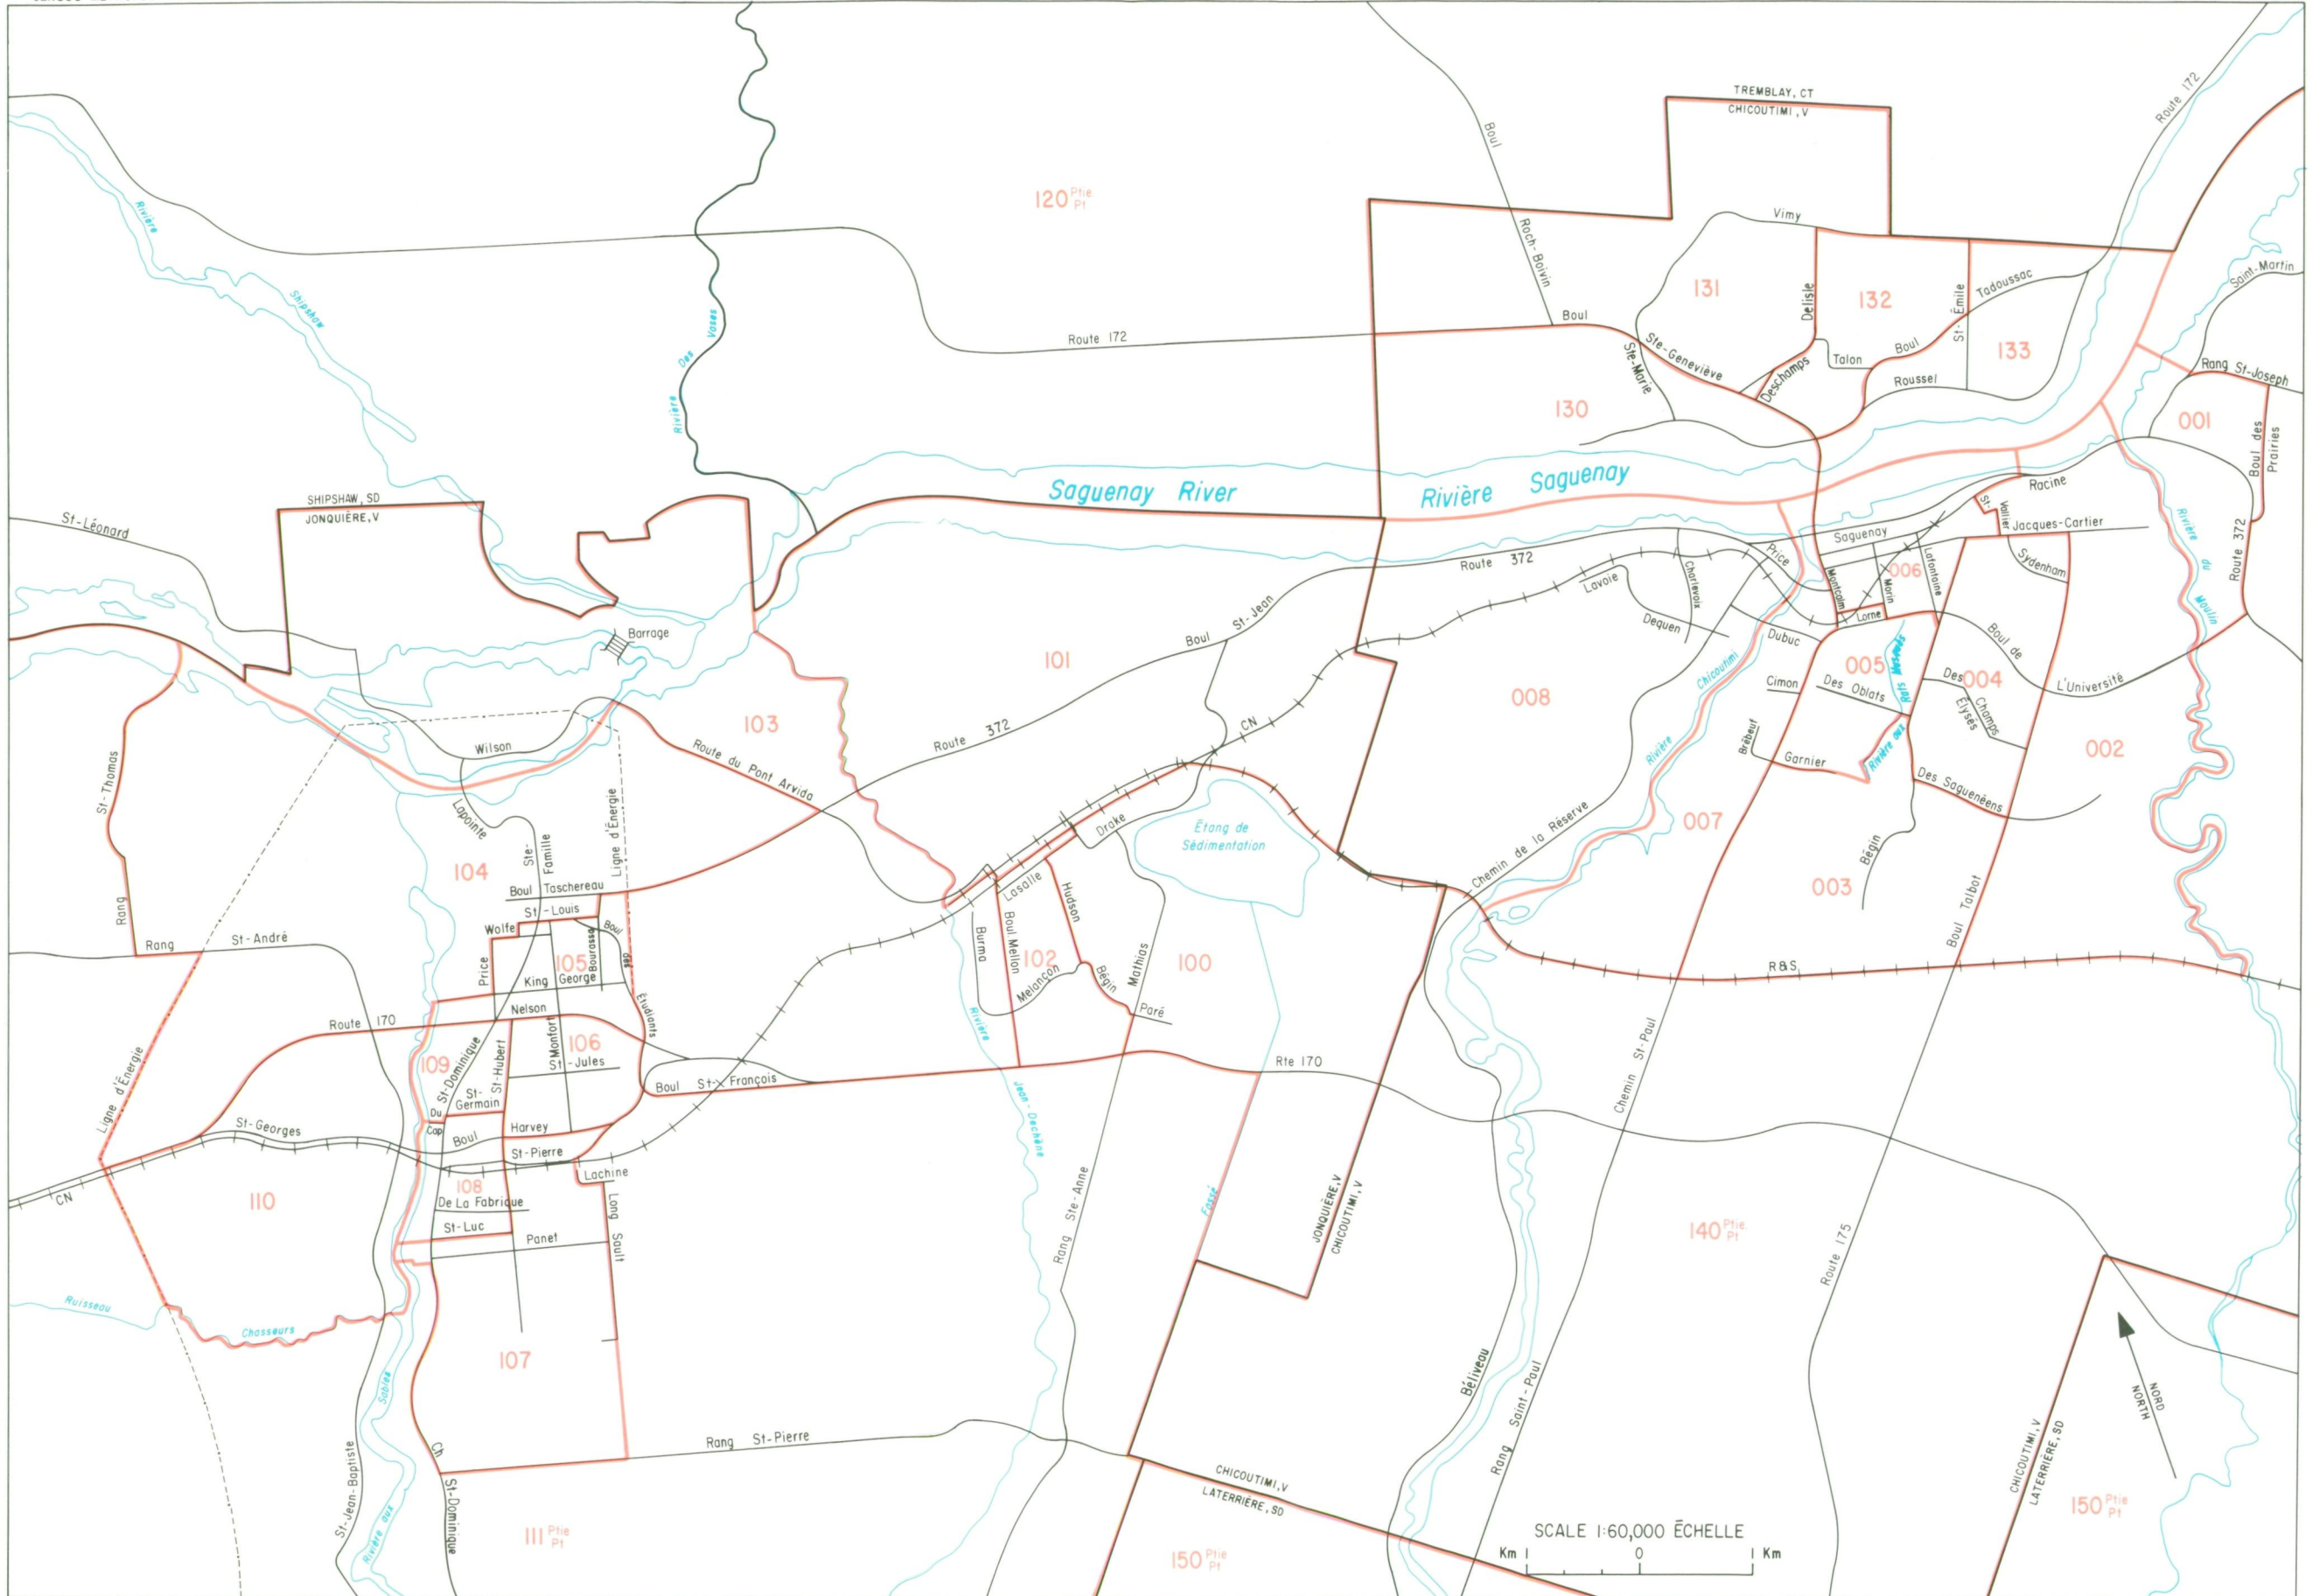 TREMBLAY, CT
CHICOUTIMI, V
Route 172
Boul
Roch-Boivin
120 Ptie.
Pt
Vimy
Rivière
Shipshaw
131
Delisle
132
St-Émile
Tadoussac
133
Saint-Martin
Rivière Des Vases
Route 172
Boul
Ste-Geneviève
Ste-Marie
Deschamps
Talon
Boul
Roussel
Rang St-Joseph
130
001
Boul des
Prairies
Saguenay River
Rivière Saguenay
SHIPSHAW, SD
JONQUIÈRE, V
St-Léonard
Racine
St-
Vallier
Jacques-Cartier
Saguenay
Price
Route 372
Lavoie
Charlevoix
Dequen
Dubuc
Montcalm
Marin
006
Lafontaine
Lorne
Sydenham
Rivière du Moulin
Route 372
Barrage
Boul St-Jean
101
008
Rivière Chicoutimi
Cimon
005
Des Oblats
Rivière aux Rats Musqués
Des
Champs
Elysés
004
Boul de
L'Université
002
103
Route 372
CN
Wilson
Route du Pont Arvida
Brébeuf
Garnier
Des Saguenéens
St-Thomas
Rang
Lapointe
Ste-
Famille
Ligne d'Énergie
Drake
Étang de
Sédimentation
Chemin de la Réserve
007
Bégin
003
Boul Talbot
104
Boul Taschereau
St-Louis
Wolfe
Boul
des
Étudiants
Lasalle
Hudson
Boul Mellon
Burma
102
Melancon
Bégin
Mathias
Paré
100
Rang
St-André
Price
105
Bourassa
King George
Nelson
R & S
Route 170
Rivière
Jean-Dechêne
109
St-Dominique
St-Hubert
St-Monfort
106
St-Jules
Rte 170
Boul St-François
Chemin St-Paul
Ligne d'Énergie
St-Georges
Du
Cap
St-
Germain
Boul
Harvey
St-Pierre
Lachine
CN
110
108
De La Fabrique
St-Luc
Panet
Long Sault
Rang Ste-Anne
Fossé
JONQUIÈRE, V
CHICOUTIMI, V
140 Ptie.
Pt
Route 175
Ruisseau
Chasseurs
107
Rivière aux Sables
St-Jean-Baptiste
Ch
St-Dominique
Rang St-Pierre
Béliveau
Rang Saint-Paul
NORD
NORTH
CHICOUTIMI, V
LATERRIÈRE, SD
CHICOUTIMI, V
LATERRIÈRE, SD
111 Ptie
Pt
150 Ptie
Pt
150 Ptie
Pt
SCALE 1:60,000 ÉCHELLE
Km 1 0 1 Km